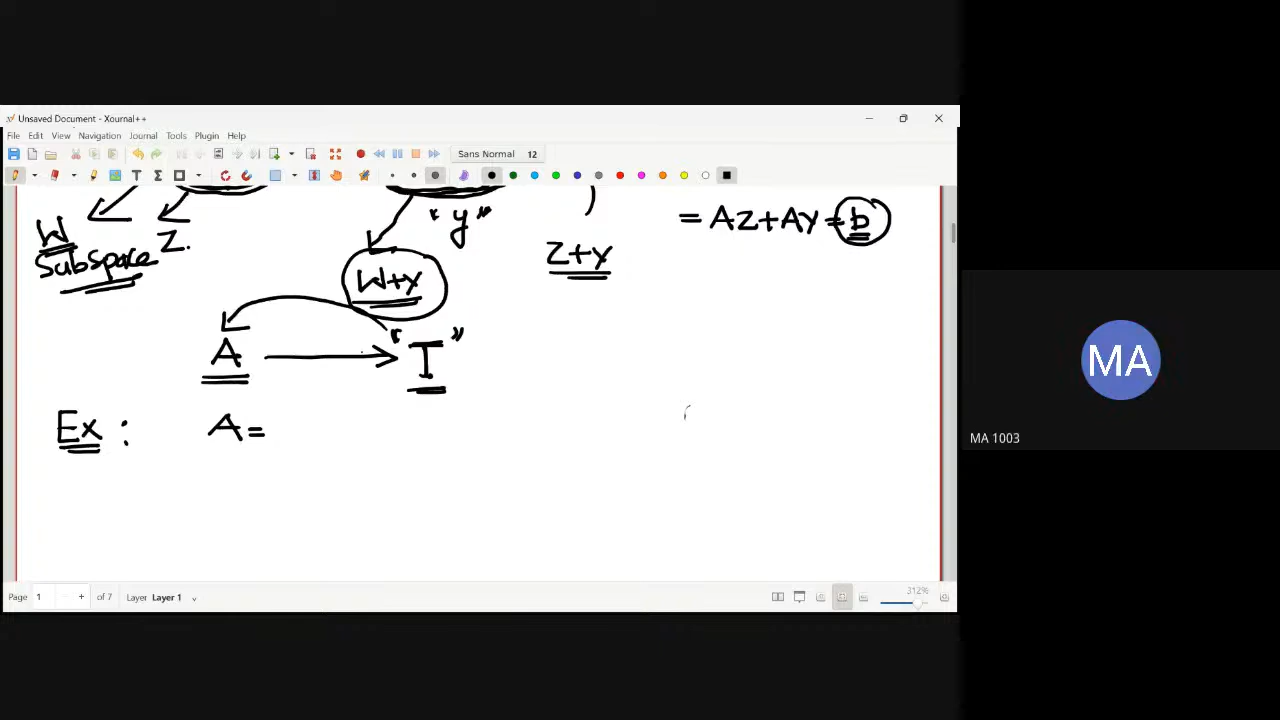 Unsaved Document - Xournal++
File Edit View Navigation Journal Tools Plugin Help
Sans Normal 12
W
Subspace
Z.
"y"
W+y
Z+y
= AZ+AY = b
A → "I"
Ex : A=
MA
MA 1003
Page 1 of 7 Layer Layer 1
312%